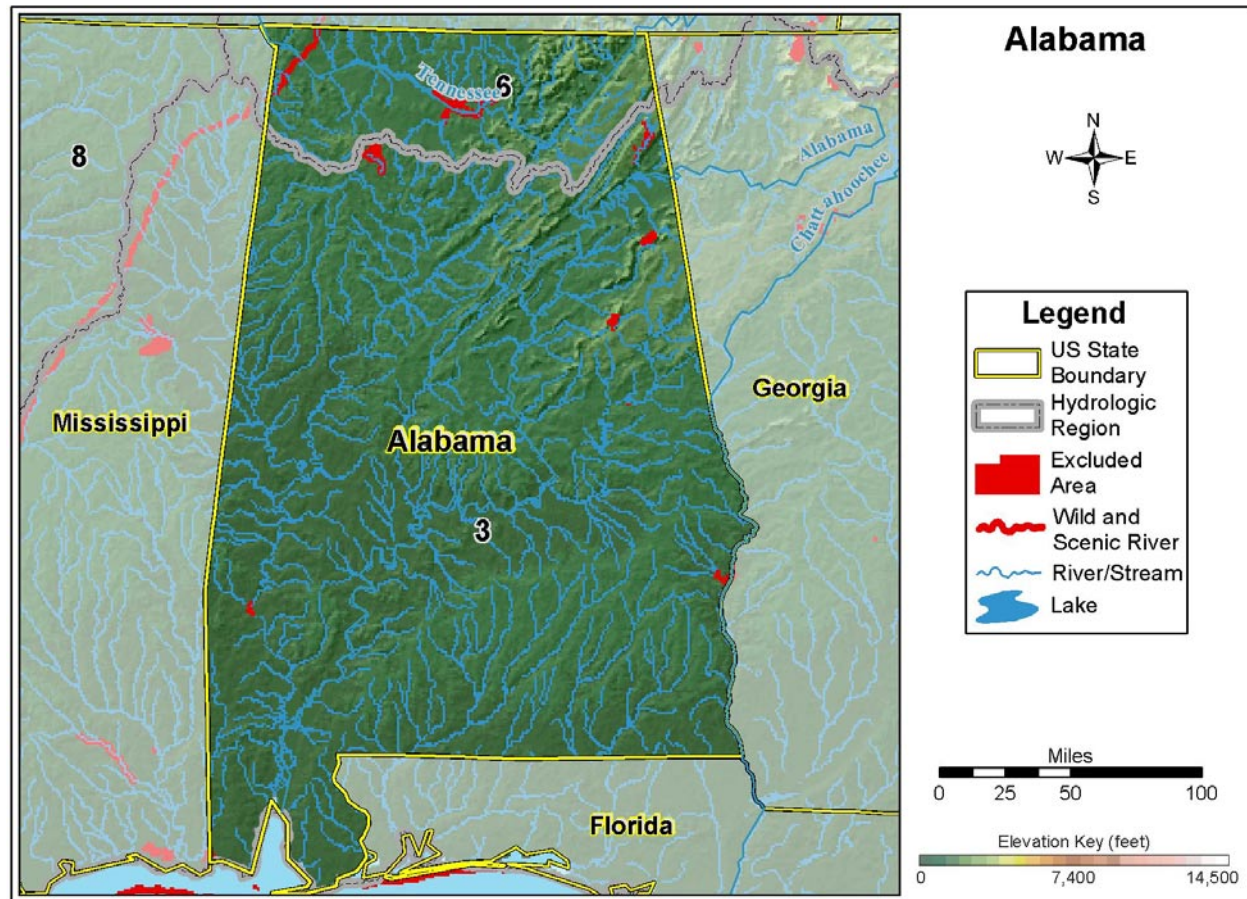 Alabama
N
W E
S
Tennessee
6
8
Alabama
Chattahoochee
Mississippi
Alabama
Georgia
3
Florida
Legend
US State
Boundary
Hydrologic
Region
Excluded
Area
Wild and
Scenic River
River/Stream
Lake
Miles
0 25 50 100
Elevation Key (feet)
0 7,400 14,500